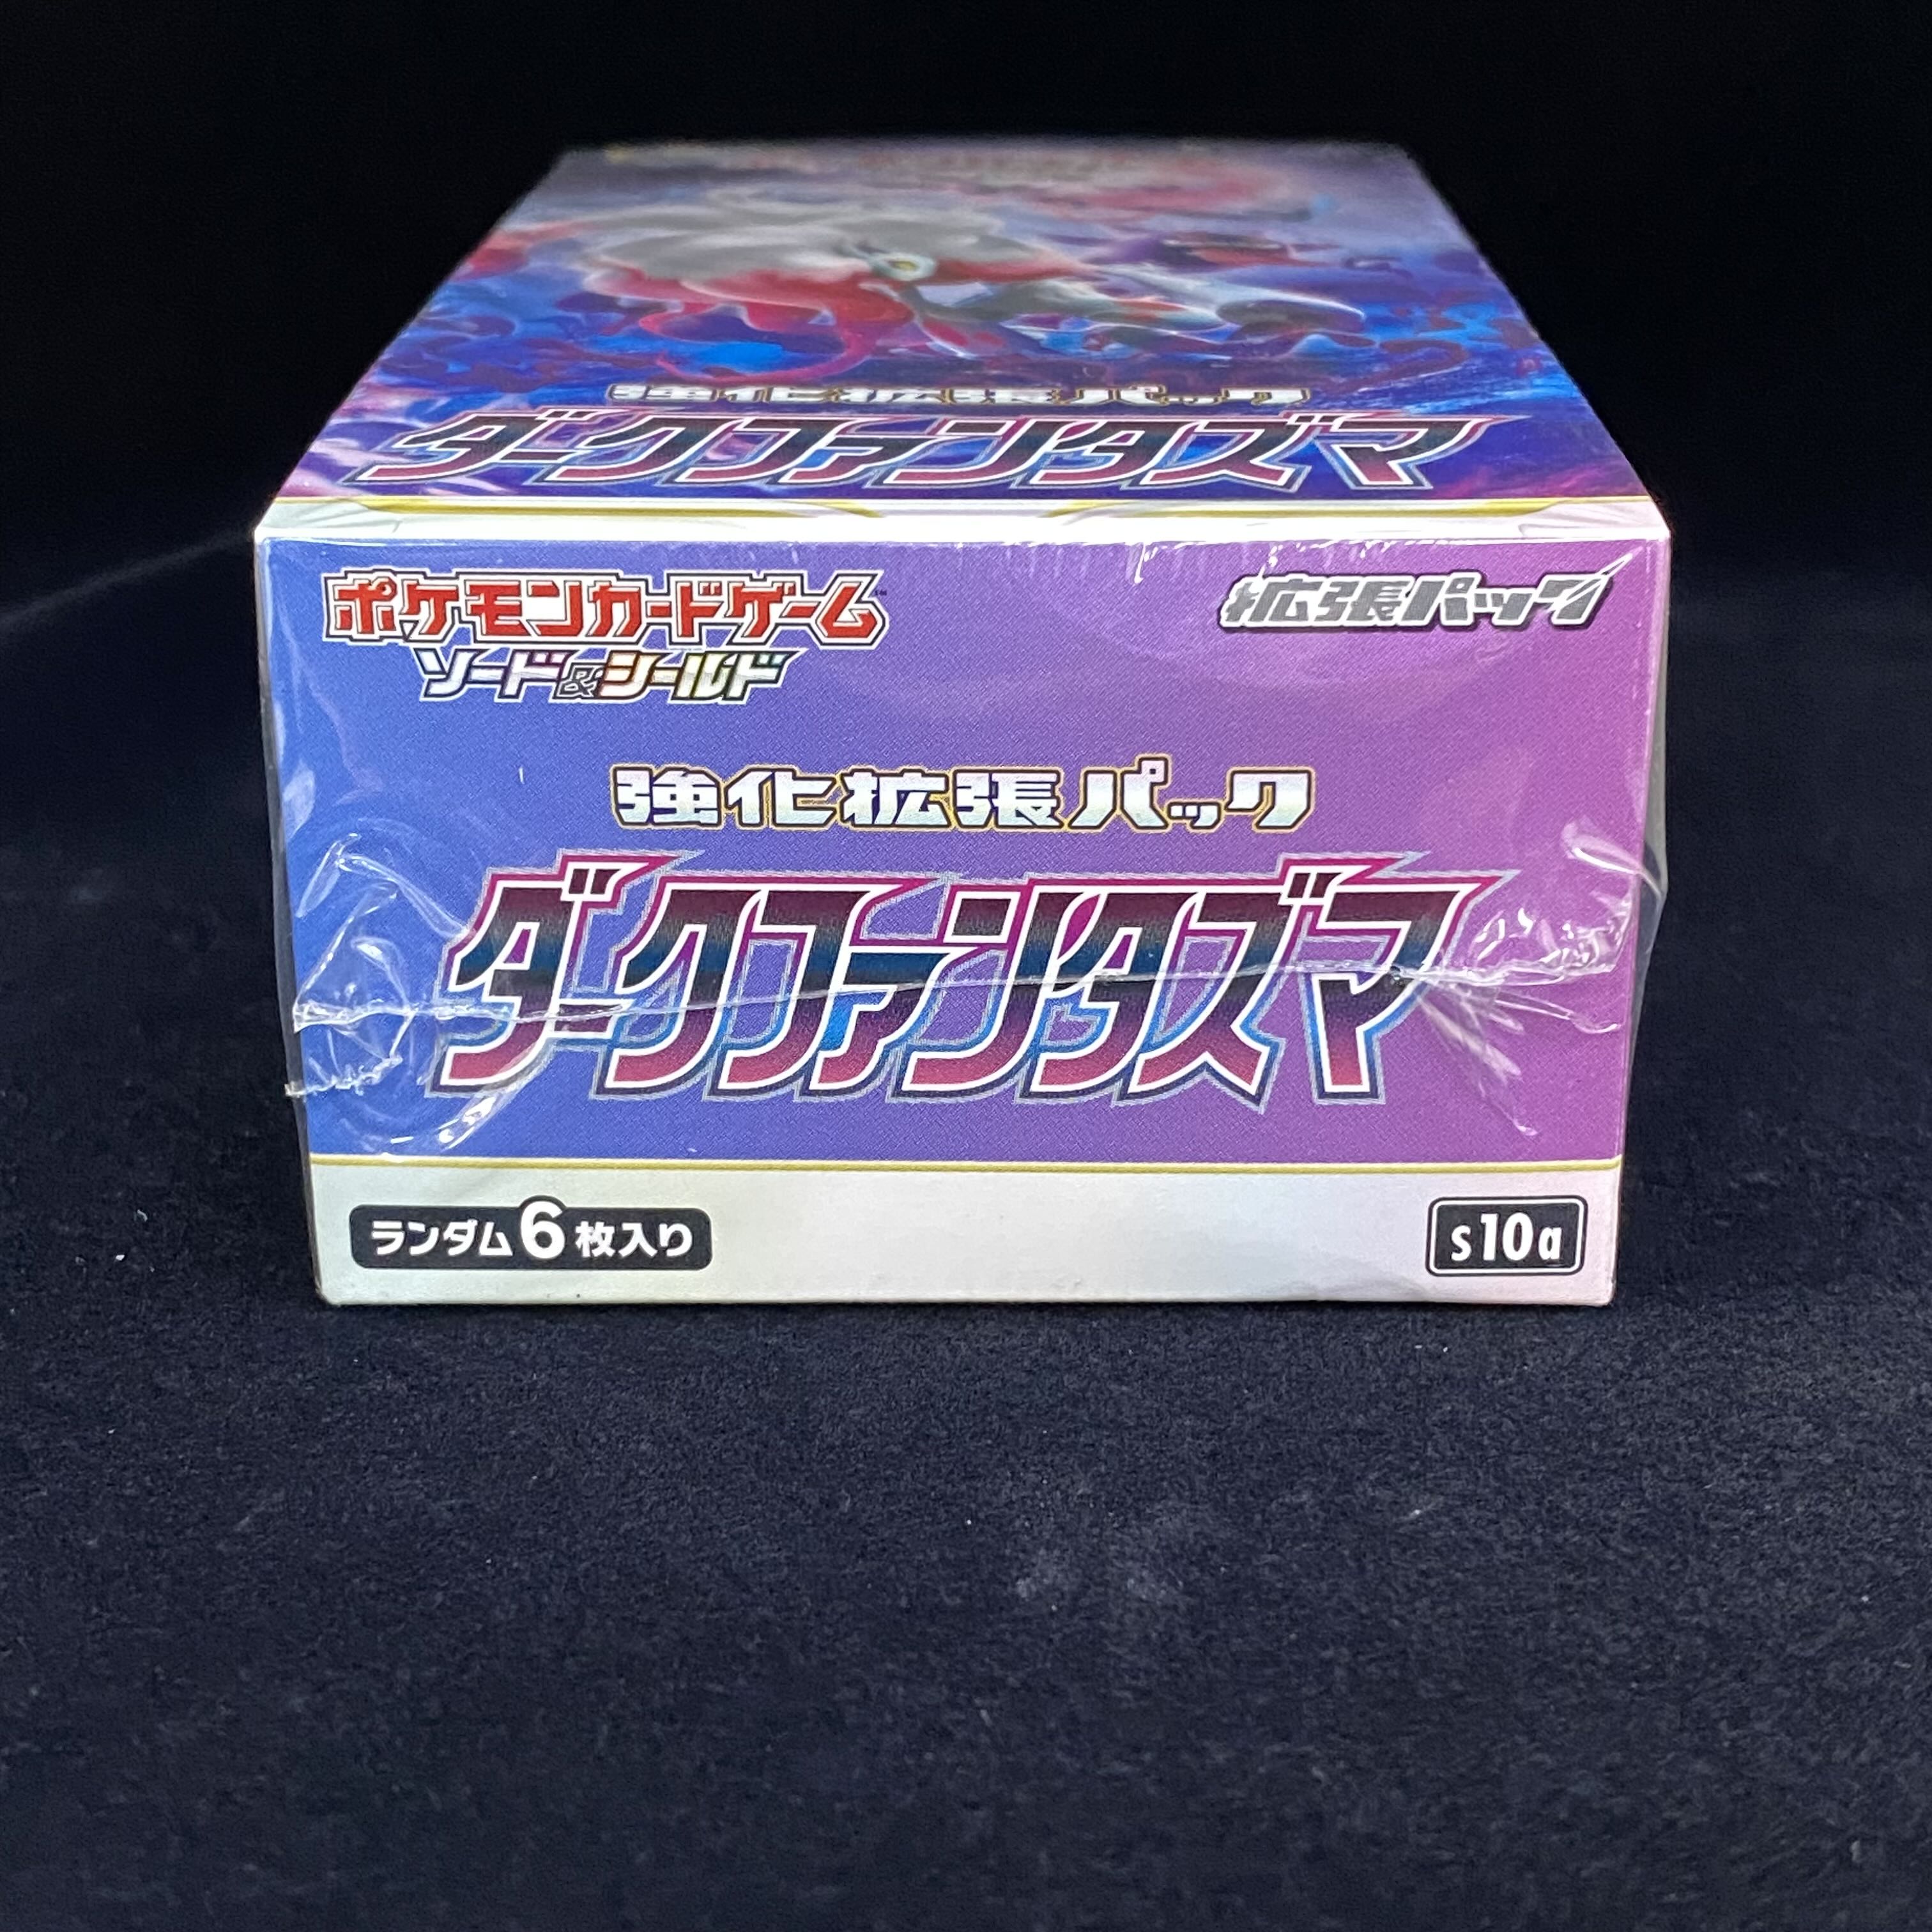 強化拡張パック
ダークファンタズマ
ポケモンカードゲーム™
拡張パック
ソード&シールド
強化拡張パック
ダークファンタズマ
ランダム6枚入り
s10a